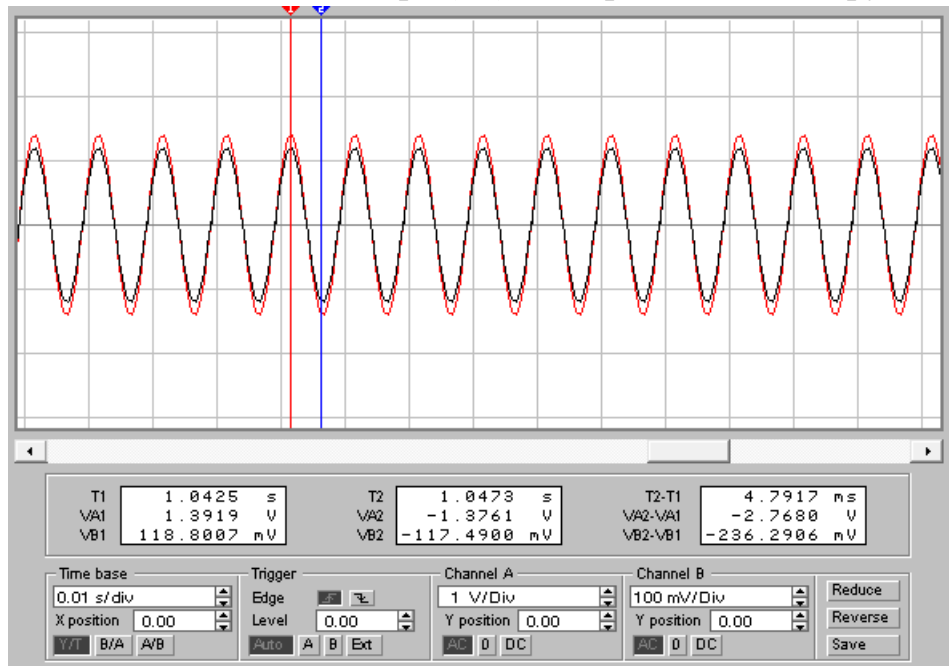 1 2
T1 1.0425 s T2 1.0473 s T2-T1 4.7917 ms
VA1 1.3919 V VA2 -1.3761 V VA2-VA1 -2.7680 V
VB1 118.8007 mV VB2 -117.4900 mV VB2-VB1 -236.2906 mV
Time base Trigger Channel A Channel B
0.01 s/div Edge 1 V/Div 100 mV/Div Reduce
X position 0.00 Level 0.00 Y position 0.00 Y position 0.00 Reverse
Y/T B/A A/B Auto A B Ext AC 0 DC AC 0 DC Save